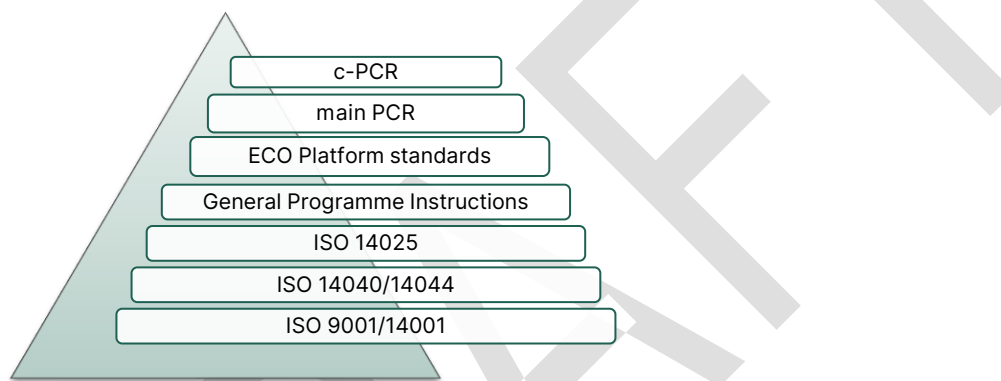 c-PCR
main PCR
ECO Platform standards
General Programme Instructions
ISO 14025
ISO 14040/14044
ISO 9001/14001